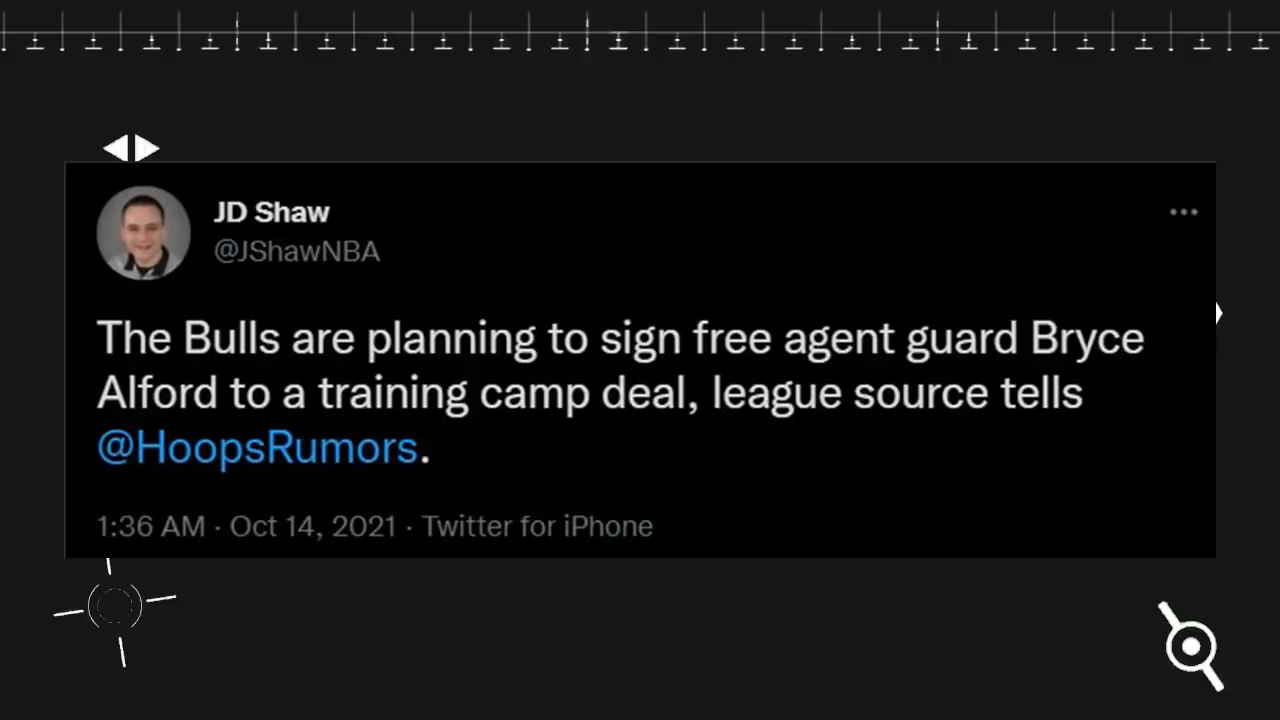 JD Shaw
@JShawNBA
The Bulls are planning to sign free agent guard Bryce
Alford to a training camp deal, league source tells
@HoopsRumors.
1:36 AM · Oct 14, 2021 · Twitter for iPhone